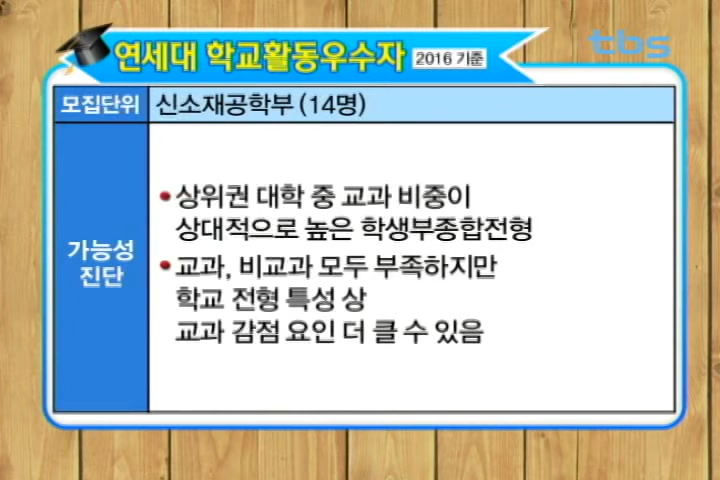 연세대 학교활동우수자 2016 기준
tbs
모집단위 신소재공학부 (14명)
가능성
진단
•상위권 대학 중 교과 비중이
상대적으로 높은 학생부종합전형
•교과, 비교과 모두 부족하지만
학교 전형 특성 상
교과 감점 요인 더 클 수 있음